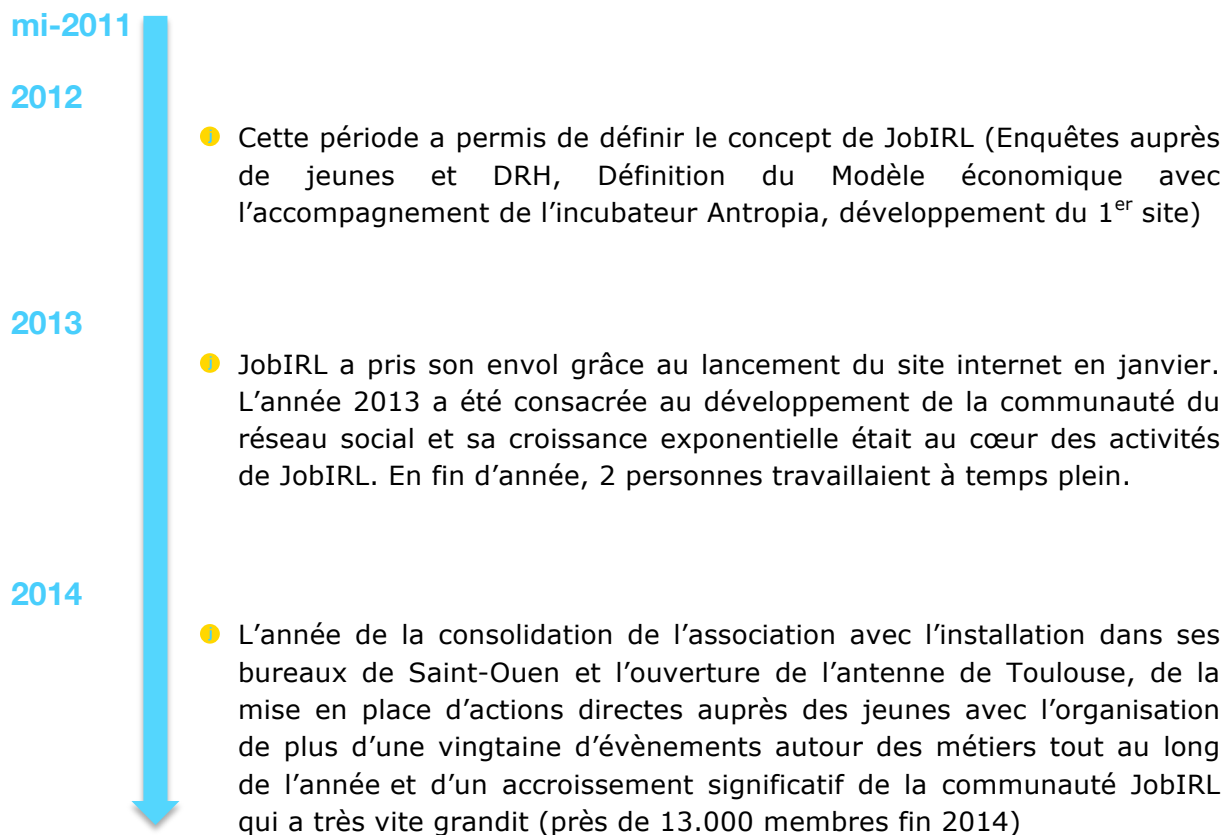 mi-2011
2012
Cette période a permis de définir le concept de JobIRL (Enquêtes auprès
de jeunes et DRH, Définition du Modèle économique avec
l’accompagnement de l’incubateur Antropia, développement du 1er site)
2013
JobIRL a pris son envol grâce au lancement du site internet en janvier.
L’année 2013 a été consacrée au développement de la communauté du
réseau social et sa croissance exponentielle était au cœur des activités
de JobIRL. En fin d’année, 2 personnes travaillaient à temps plein.
2014
L’année de la consolidation de l’association avec l’installation dans ses
bureaux de Saint-Ouen et l’ouverture de l’antenne de Toulouse, de la
mise en place d’actions directes auprès des jeunes avec l’organisation
de plus d’une vingtaine d’évènements autour des métiers tout au long
de l’année et d’un accroissement significatif de la communauté JobIRL
qui a très vite grandit (près de 13.000 membres fin 2014)